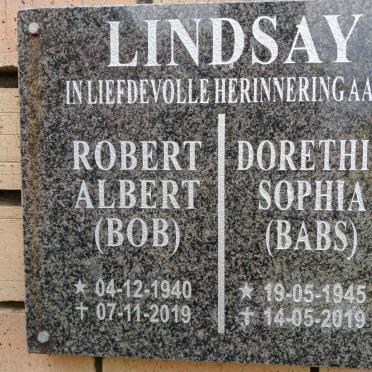 LINDSAY
IN LIEFDEVOLLE HERINNERING AA
ROBERT
ALBERT
(BOB)
★ 04-12-1940
✝ 07-11-2019
DORETHI
SOPHIA
(BABS)
★ 19-05-1945
✝ 14-05-2019